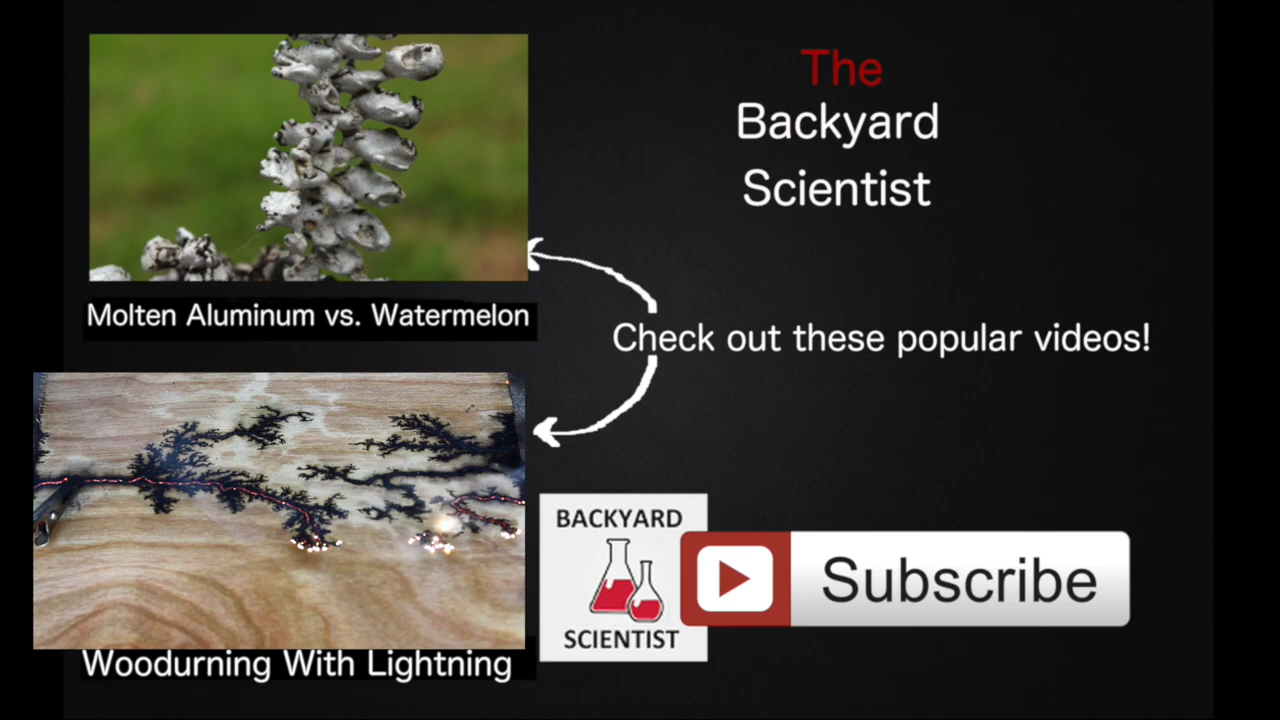 The
Backyard
Scientist
Molten Aluminum vs. Watermelon
Check out these popular videos!
Woodurning With Lightning
BACKYARD
SCIENTIST
Subscribe